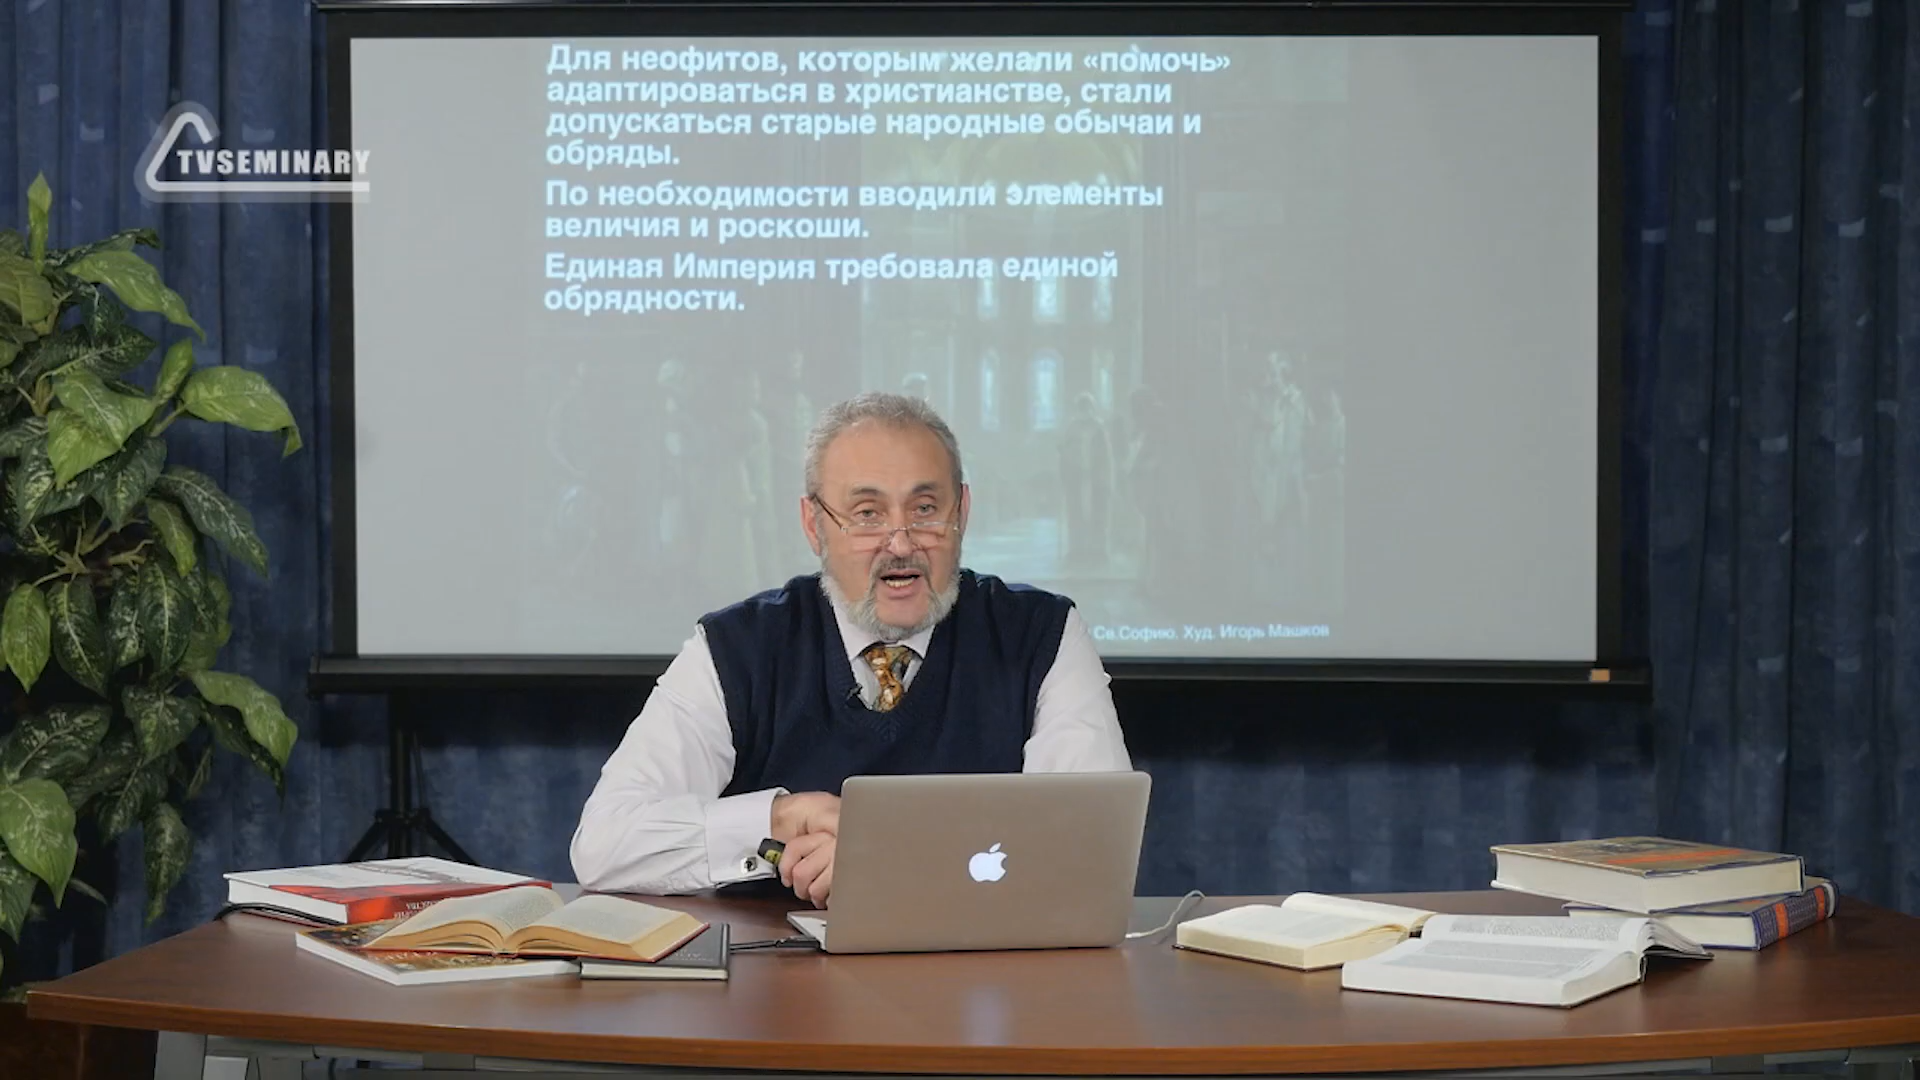 Для неофитов, которым желали «помочь»
адаптироваться в христианстве, стали
допускаться старые народные обычаи и
обряды.
По необходимости вводили элементы
величия и роскоши.
Единая Империя требовала единой
обрядности.
TVSEMINARY
Св.Софию. Худ. Игорь Машков